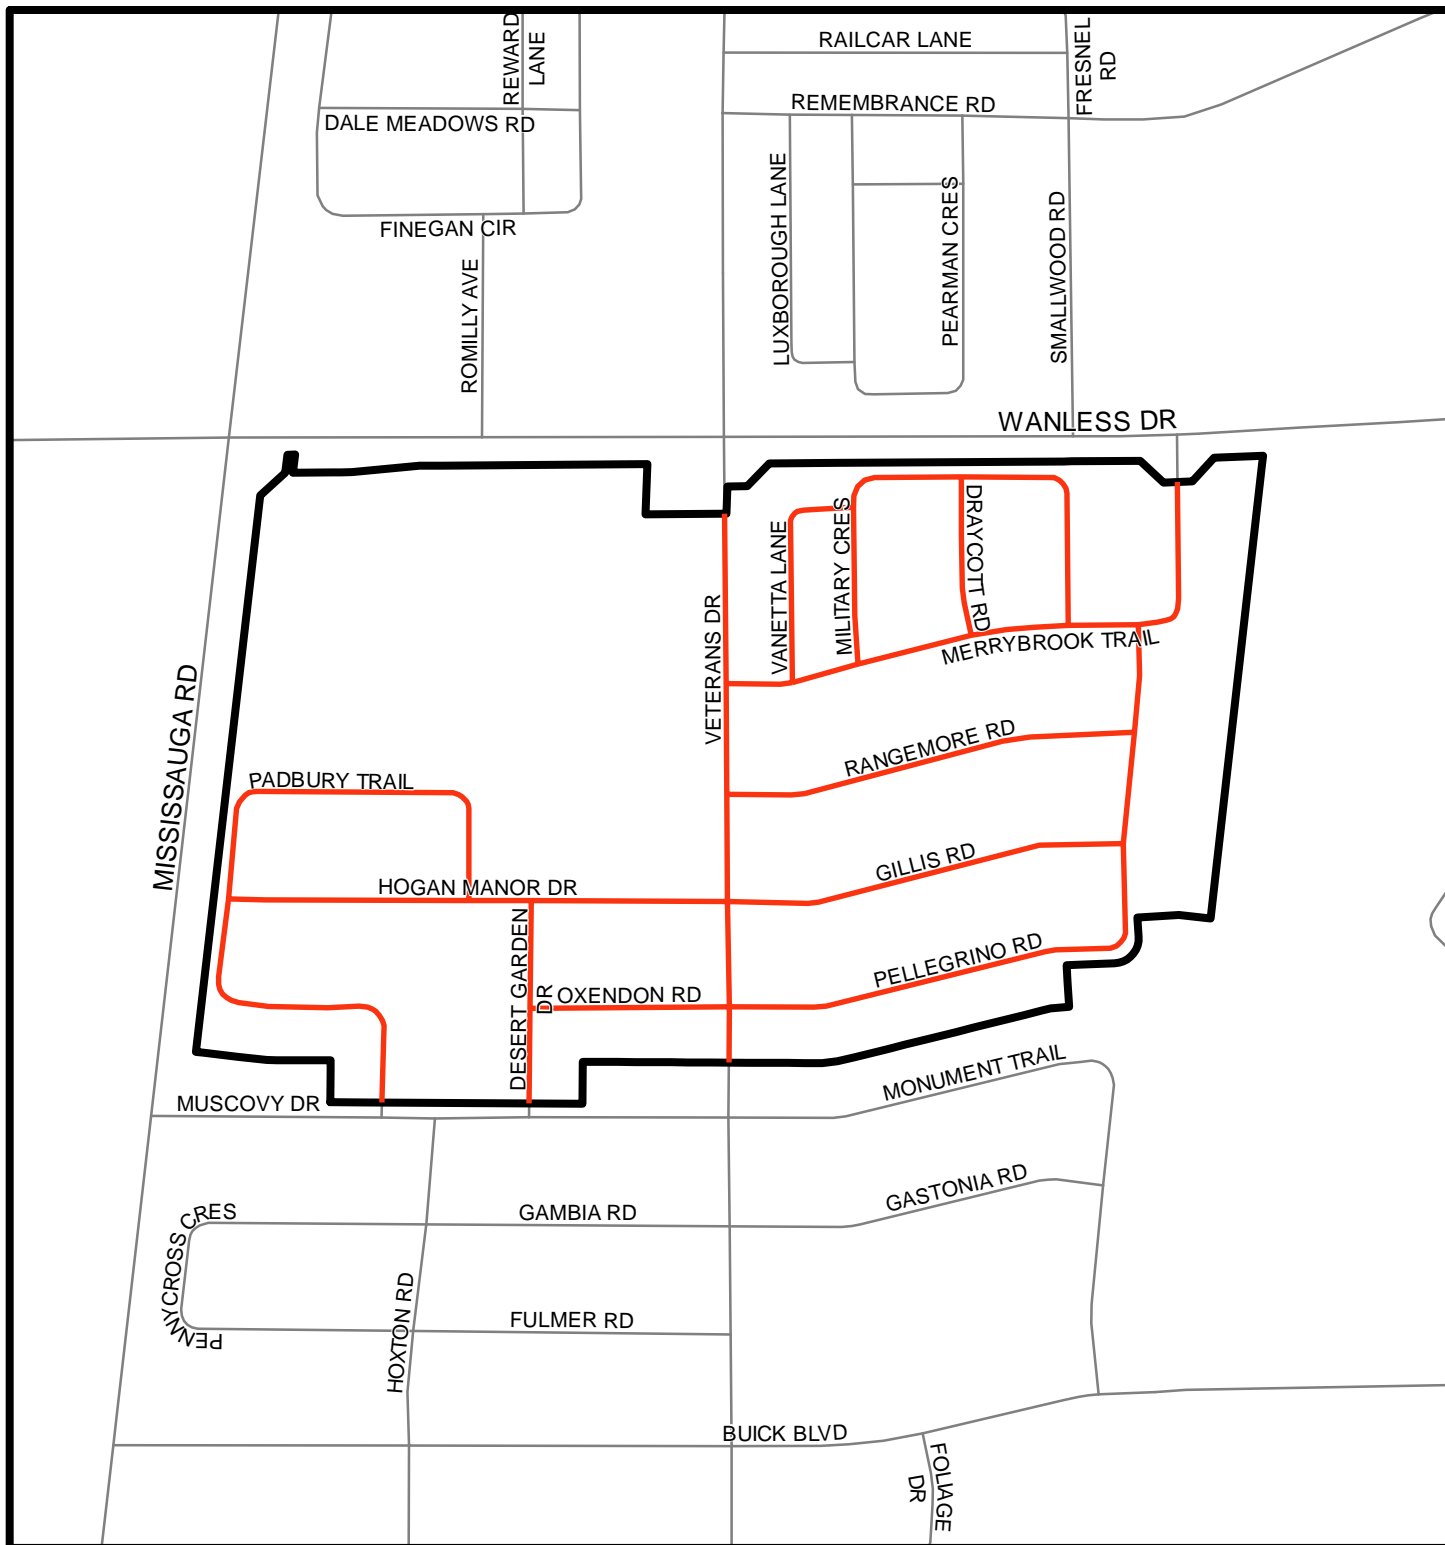 REWARD
LANE
RAILCAR LANE
FRESNEL
RD
REMEMBRANCE RD
DALE MEADOWS RD
FINEGAN CIR
ROMILLY AVE
LUXBOROUGH LANE
PEARMAN CRES
SMALLWOOD RD
WANLESS DR
VANETTA LANE
MILITARY CRES
DRAYCOTT RD
VETERANS DR
MERRYBROOK TRAIL
MISSISSAUGA RD
RANGEMORE RD
PADBURY TRAIL
GILLIS RD
HOGAN MANOR DR
DESERT GARDEN
DR
OXENDON RD
PELLEGRINO RD
MONUMENT TRAIL
MUSCOVY DR
GASTONIA RD
PENNYCROSS CRES
GAMBIA RD
HOXTON RD
FULMER RD
BUICK BLVD
FOLIAGE
DR